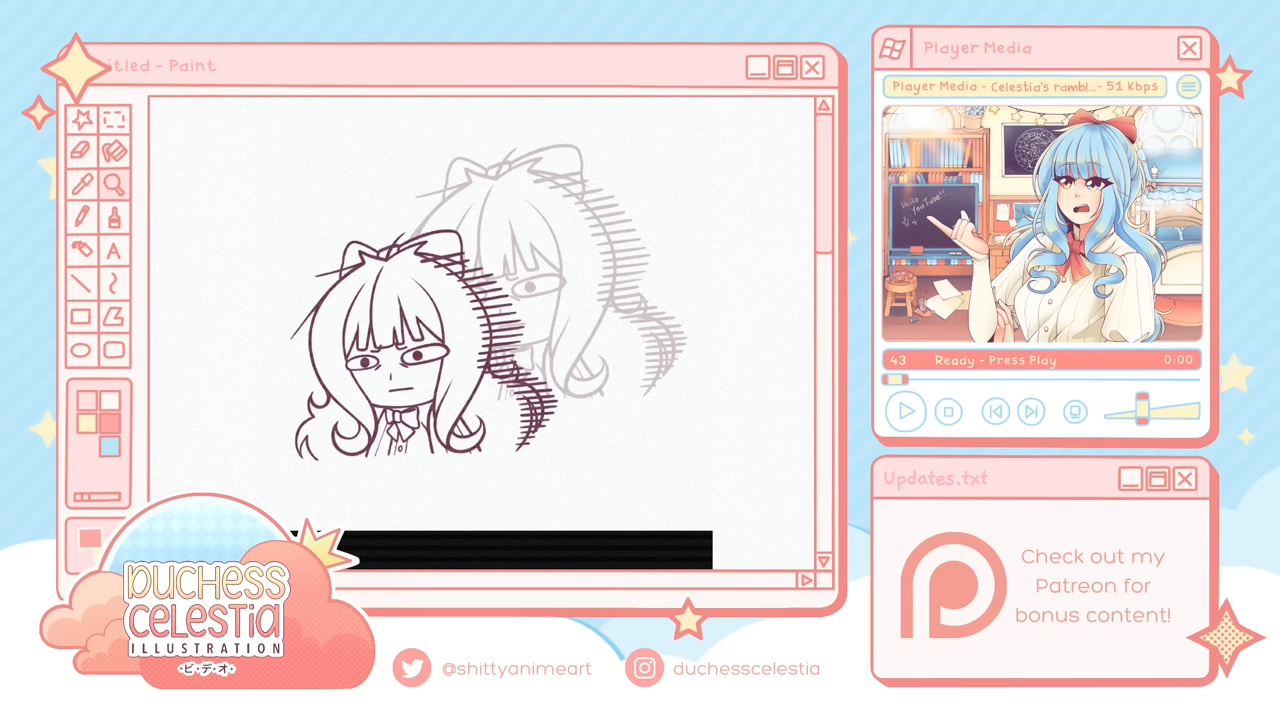 titled - Paint
A
Player Media
Player Media - Celestia's rambl...- 51 Kbps
Hello
YouTube!!
43 Ready - Press Play 0:00
Updates.txt
Check out my
Patreon for
bonus content!
DUCHESS
CELESTIA
ILLUSTRATION
・ビ・デ・オ・
@shittyanimeart duchesscelestia